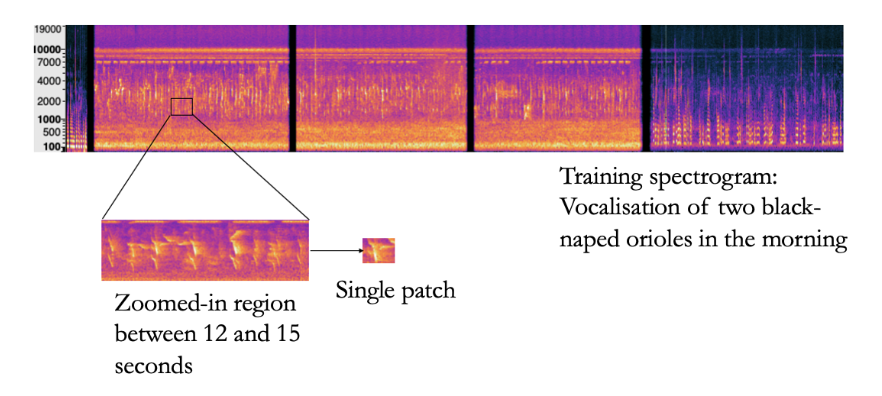 19000
10000
7000
4000
2000
1000
500
100
Training spectrogram:
Vocalisation of two black-
naped orioles in the morning
Zoomed-in region
between 12 and 15
seconds
Single patch